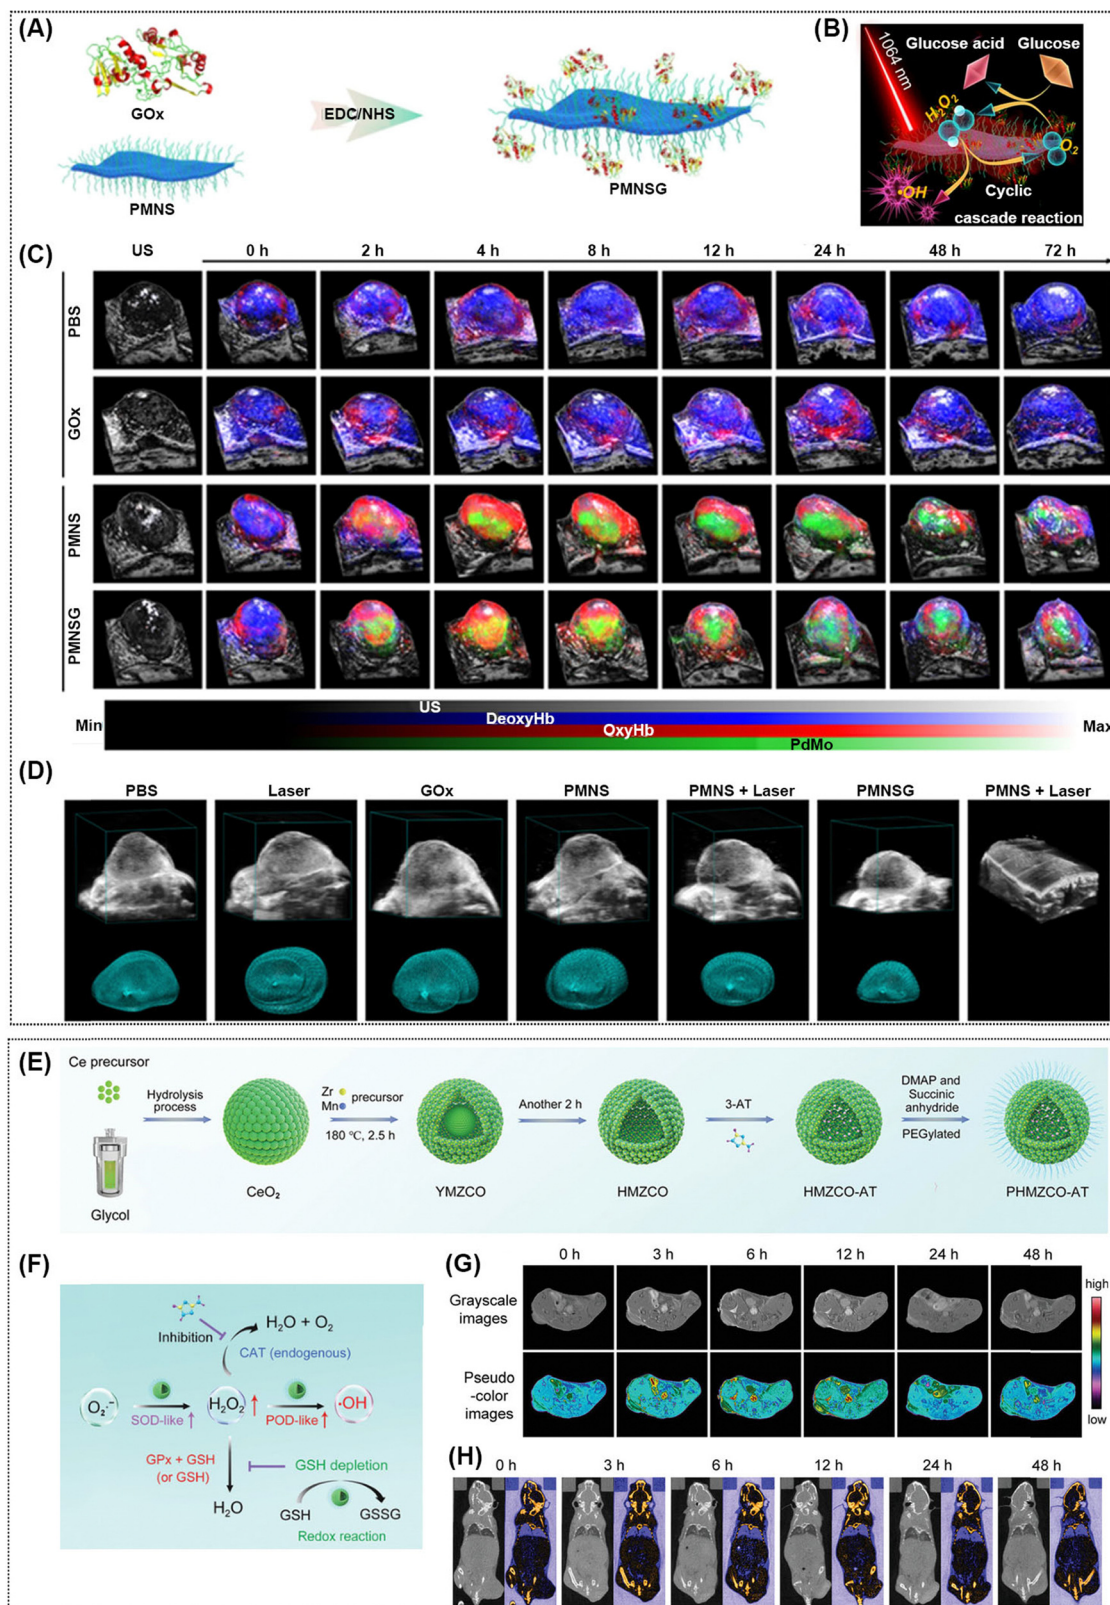 (A)
GOx
PMNS
EDC/NHS
PMNSG
(B)
1064 nm
Glucose acid
Glucose
H2O2
O2
•OH
Cyclic
cascade reaction
(C)
US 0 h 2 h 4 h 8 h 12 h 24 h 48 h 72 h
PBS
GOx
PMNS
PMNSG
US
DeoxyHb
Min
Max
OxyHb
PdMo
(D)
PBS Laser GOx PMNS PMNS + Laser PMNSG PMNS + Laser
(E)
Ce precursor
Glycol
Hydrolysis
process
CeO₂
Zr
Mn
precursor
180 ℃, 2.5 h
YMZCO
Another 2 h
HMZCO
3-AT
HMZCO-AT
DMAP and
Succinic
anhydride
PEGylated
PHMZCO-AT
(F)
Inhibition
H₂O + O₂
CAT (endogenous)
O₂·⁻
SOD-like ↑
H₂O₂ ↑
POD-like ↑
·OH
GPx + GSH
(or GSH)
GSH depletion
H₂O
GSH
GSSG
Redox reaction
(G)
0 h 3 h 6 h 12 h 24 h 48 h
Grayscale
images
Pseudo
-color
images
high
low
(H)
0 h 3 h 6 h 12 h 24 h 48 h